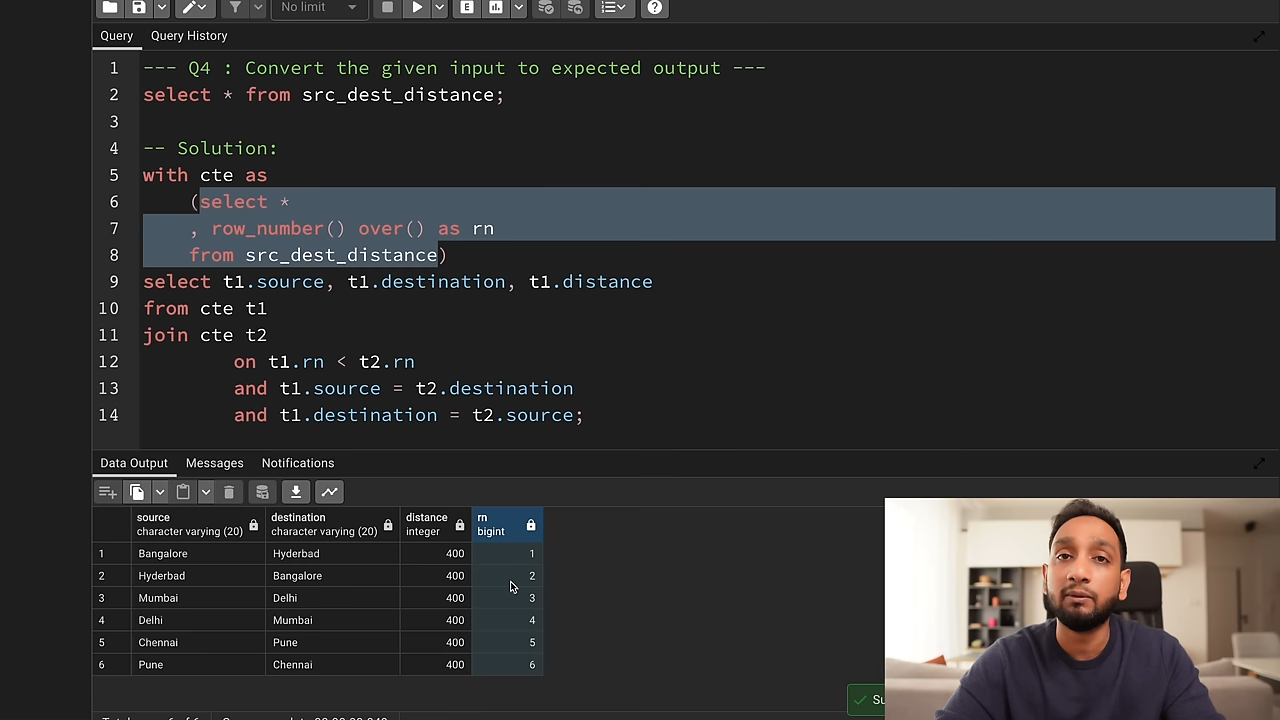 No limit
Query Query History
1 --- Q4 : Convert the given input to expected output ---
2 select * from src_dest_distance;
3
4 -- Solution:
5 with cte as
6 (select *
7 , row_number() over() as rn
8 from src_dest_distance)
9 select t1.source, t1.destination, t1.distance
10 from cte t1
11 join cte t2
12 on t1.rn < t2.rn
13 and t1.source = t2.destination
14 and t1.destination = t2.source;
Data Output Messages Notifications
source destination distance rn
character varying (20) character varying (20) integer bigint
1 Bangalore Hyderbad 400 1
2 Hyderbad Bangalore 400 2
3 Mumbai Delhi 400 3
4 Delhi Mumbai 400 4
5 Chennai Pune 400 5
6 Pune Chennai 400 6
Su